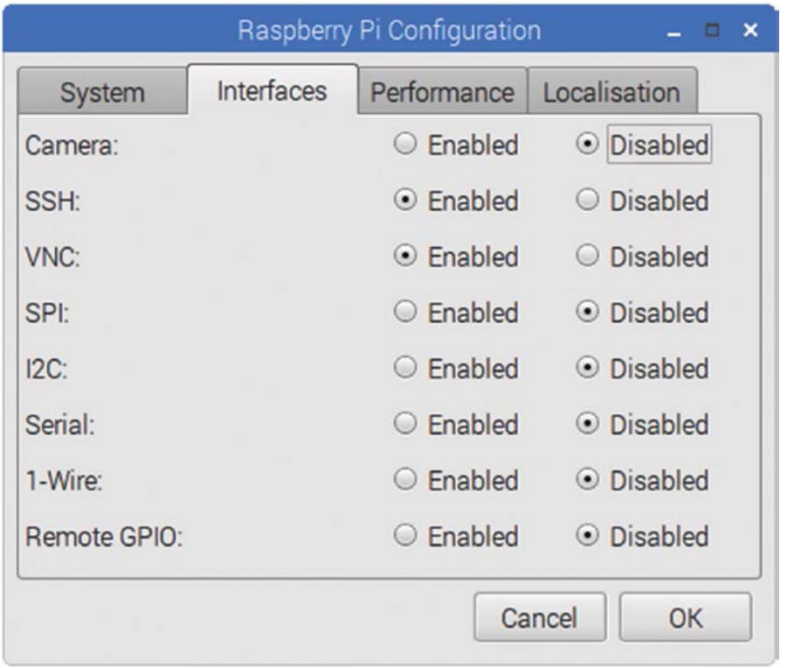 Raspberry Pi Configuration
System Interfaces Performance Localisation
Camera: Enabled Disabled
SSH: Enabled Disabled
VNC: Enabled Disabled
SPI: Enabled Disabled
I2C: Enabled Disabled
Serial: Enabled Disabled
1-Wire: Enabled Disabled
Remote GPIO: Enabled Disabled
Cancel OK